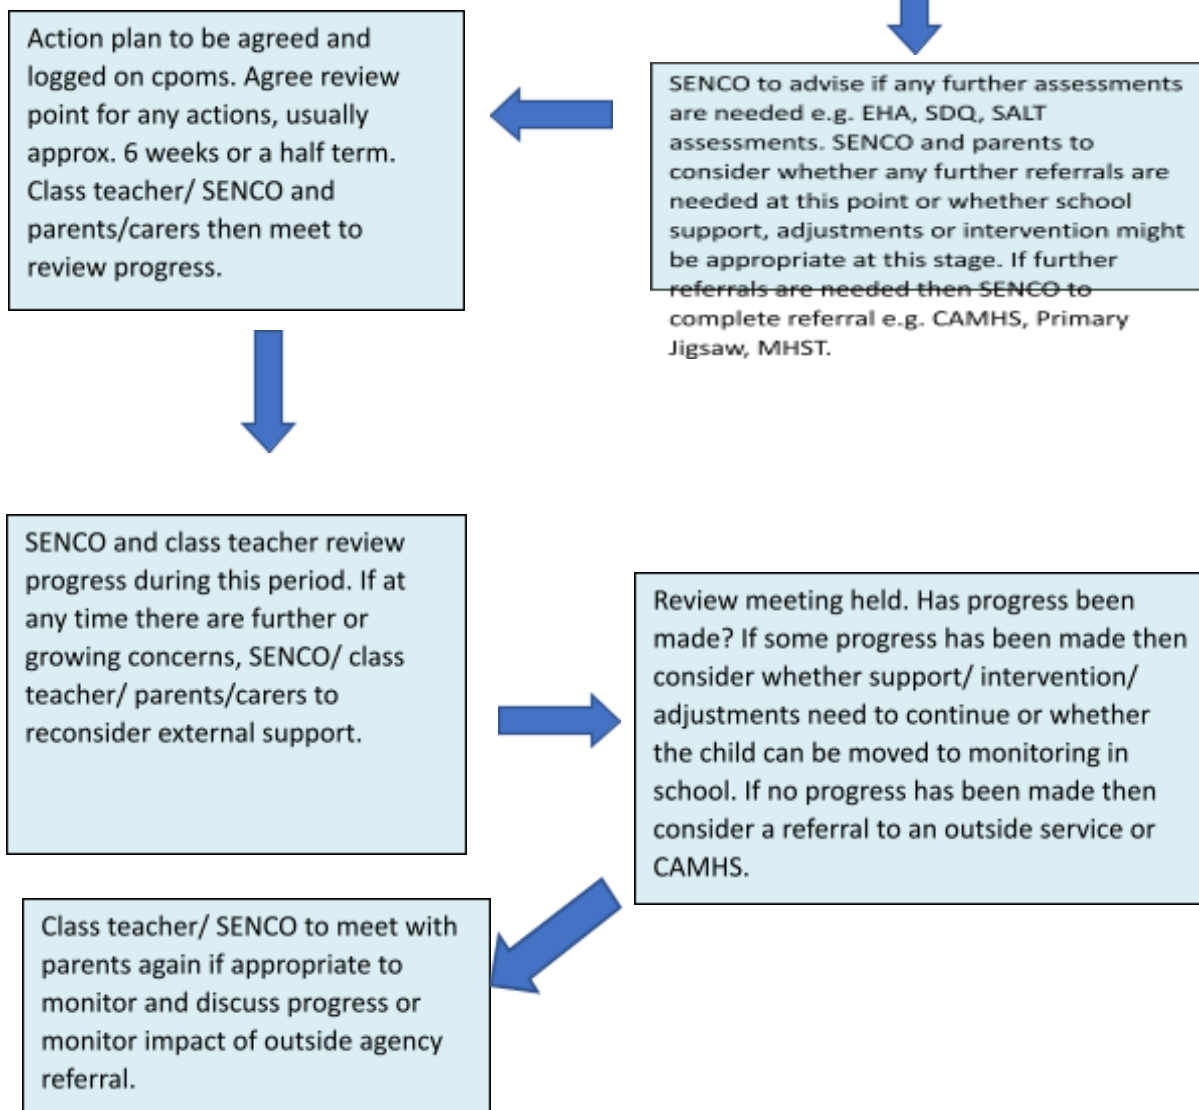 SENCO to advise if any further assessments
are needed e.g. EHA, SDQ, SALT
assessments. SENCO and parents to
consider whether any further referrals are
needed at this point or whether school
support, adjustments or intervention might
be appropriate at this stage. If further
referrals are needed then SENCO to
complete referral e.g. CAMHS, Primary
Jigsaw, MHST.
Action plan to be agreed and
logged on cpoms. Agree review
point for any actions, usually
approx. 6 weeks or a half term.
Class teacher/ SENCO and
parents/carers then meet to
review progress.
SENCO and class teacher review
progress during this period. If at
any time there are further or
growing concerns, SENCO/ class
teacher/ parents/carers to
reconsider external support.
Review meeting held. Has progress been
made? If some progress has been made then
consider whether support/ intervention/
adjustments need to continue or whether
the child can be moved to monitoring in
school. If no progress has been made then
consider a referral to an outside service or
CAMHS.
Class teacher/ SENCO to meet with
parents again if appropriate to
monitor and discuss progress or
monitor impact of outside agency
referral.